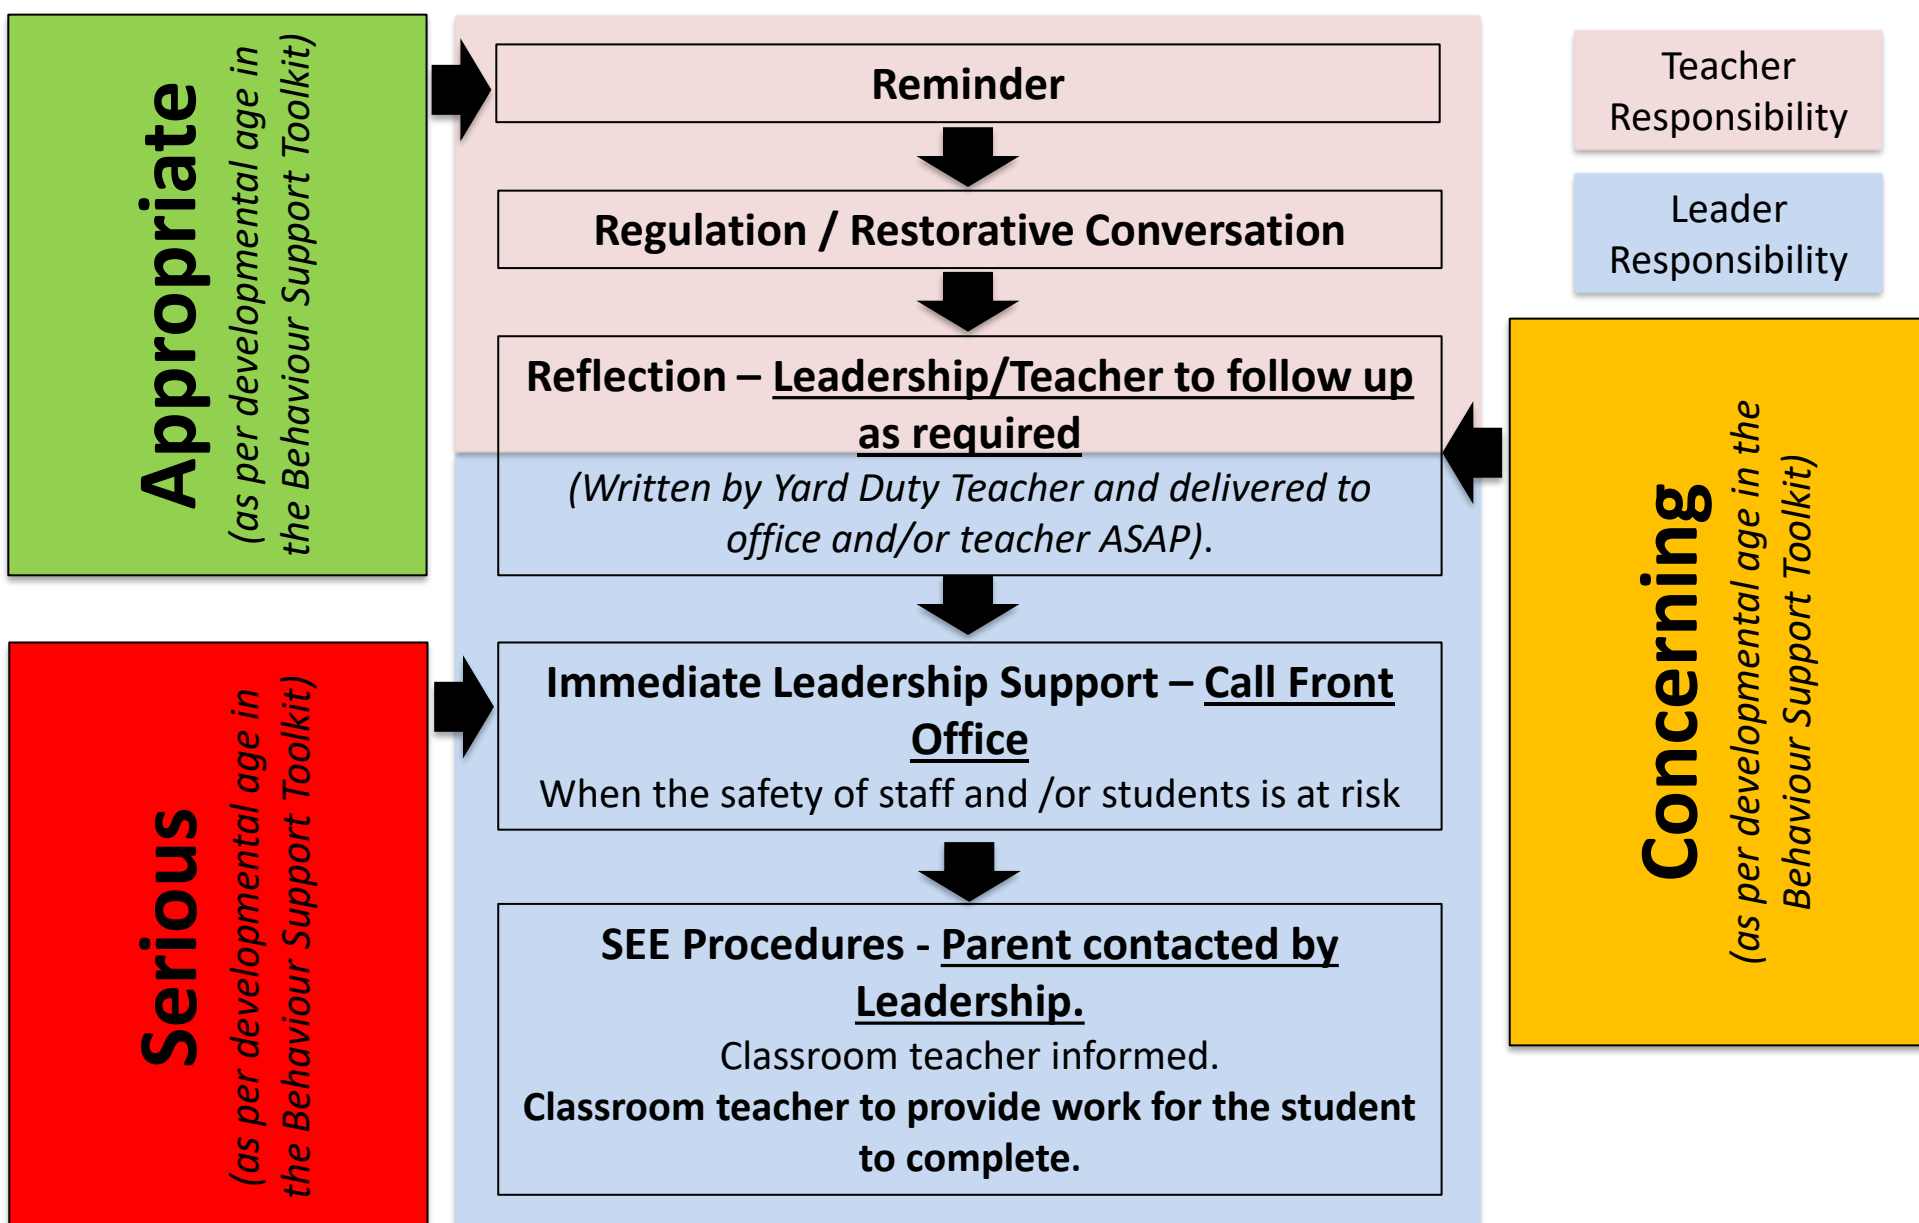 Appropriate
(as per developmental age in
the Behaviour Support Toolkit)
Reminder
Regulation / Restorative Conversation
Reflection – Leadership/Teacher to follow up
as required
(Written by Yard Duty Teacher and delivered to
office and/or teacher ASAP).
Teacher
Responsibility
Leader
Responsibility
Concerning
(as per developmental age in the
Behaviour Support Toolkit)
Serious
(as per developmental age in
the Behaviour Support Toolkit)
Immediate Leadership Support – Call Front
Office
When the safety of staff and /or students is at risk
SEE Procedures - Parent contacted by
Leadership.
Classroom teacher informed.
Classroom teacher to provide work for the student
to complete.